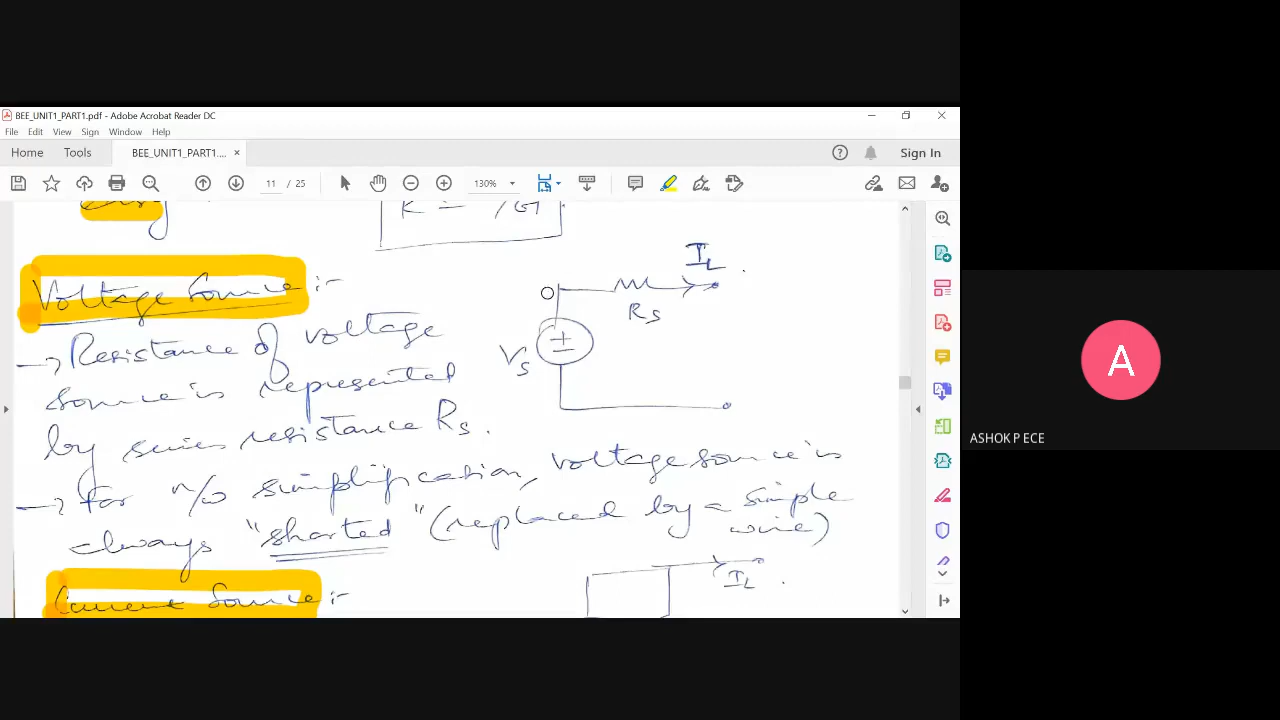 BEE_UNIT1_PART1.pdf - Adobe Acrobat Reader DC
File Edit View Sign Window Help
Home Tools BEE_UNIT1_PART1.... × Sign In
11 / 25 130%
Voltage Source :-
IL
RS
VS
→ Resistance of voltage
source is represented
by series resistance RS.
→ For n/w simplification, voltage source is
always "shorted" (replaced by a simple
wire)
IL
Current Source :-
A
ASHOK P ECE